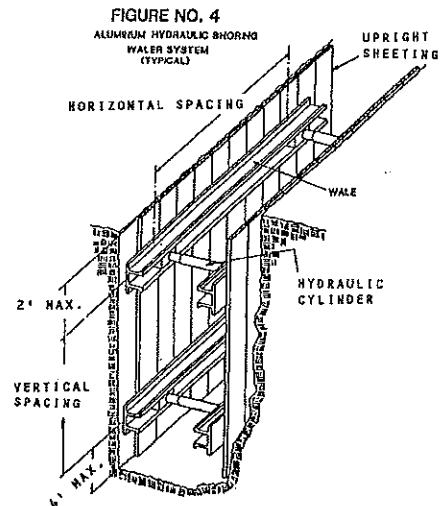 FIGURE NO. 4
ALUMINUM HYDRAULIC SHORING
WALER SYSTEM
(TYPICAL)
UPRIGHT
SHEETING
HORIZONTAL SPACING
WALE
HYDRAULIC
CYLINDER
2' MAX.
VERTICAL
SPACING
4' MAX.